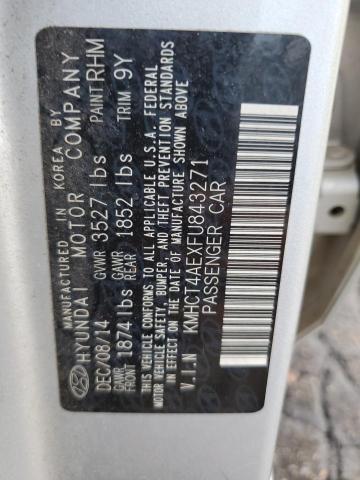 MANUFACTURED IN KOREA BY
HYUNDAI MOTOR COMPANY
DEC/08/14 GVWR 3527 lbs PAINT RHM
GAWR FRONT 1874 lbs GAWR REAR 1852 lbs TRIM 9Y
THIS VEHICLE CONFORMS TO ALL APPLICABLE U.S.A. FEDERAL
MOTOR VEHICLE SAFETY, BUMPER, AND THEFT PREVENTION STANDARDS
IN EFFECT ON THE DATE OF MANUFACTURE SHOWN ABOVE
V.I.N KMHCT4AEXFU843271
PASSENGER CAR